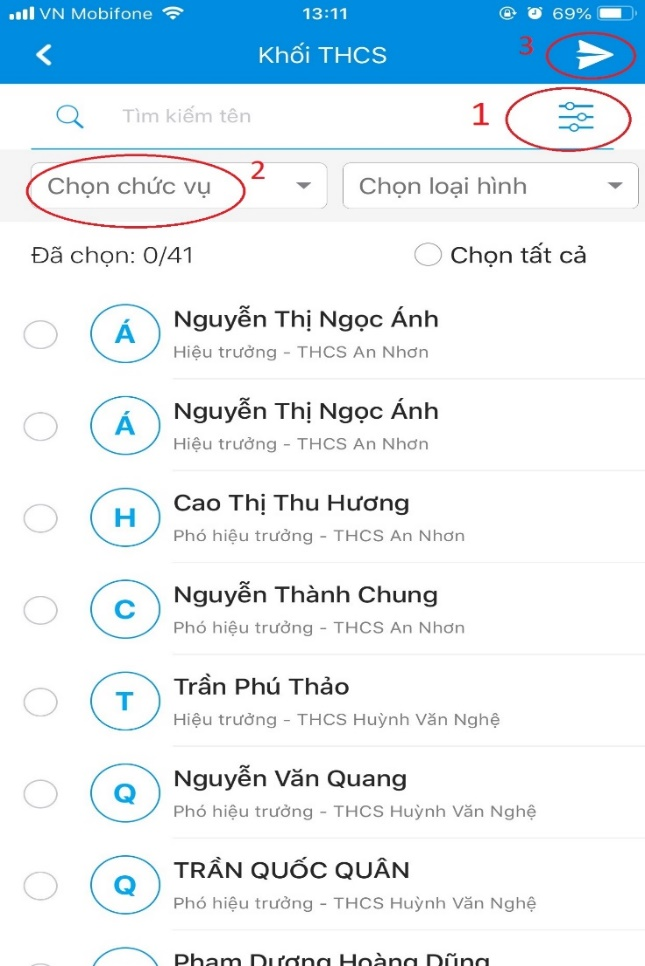 VN Mobifone 13:11 69%
Khối THCS 3
Tìm kiếm tên 1
Chọn chức vụ 2 Chọn loại hình
Đã chọn: 0/41 Chọn tất cả
Á Nguyễn Thị Ngọc Ánh
Hiệu trưởng - THCS An Nhơn
Á Nguyễn Thị Ngọc Ánh
Hiệu trưởng - THCS An Nhơn
H Cao Thị Thu Hương
Phó hiệu trưởng - THCS An Nhơn
C Nguyễn Thành Chung
Phó hiệu trưởng - THCS An Nhơn
T Trần Phú Thảo
Hiệu trưởng - THCS Huỳnh Văn Nghệ
Q Nguyễn Văn Quang
Phó hiệu trưởng - THCS Huỳnh Văn Nghệ
Q TRẦN QUỐC QUÂN
Phó hiệu trưởng - THCS Huỳnh Văn Nghệ
Phạm Dương Hoàng Dũng